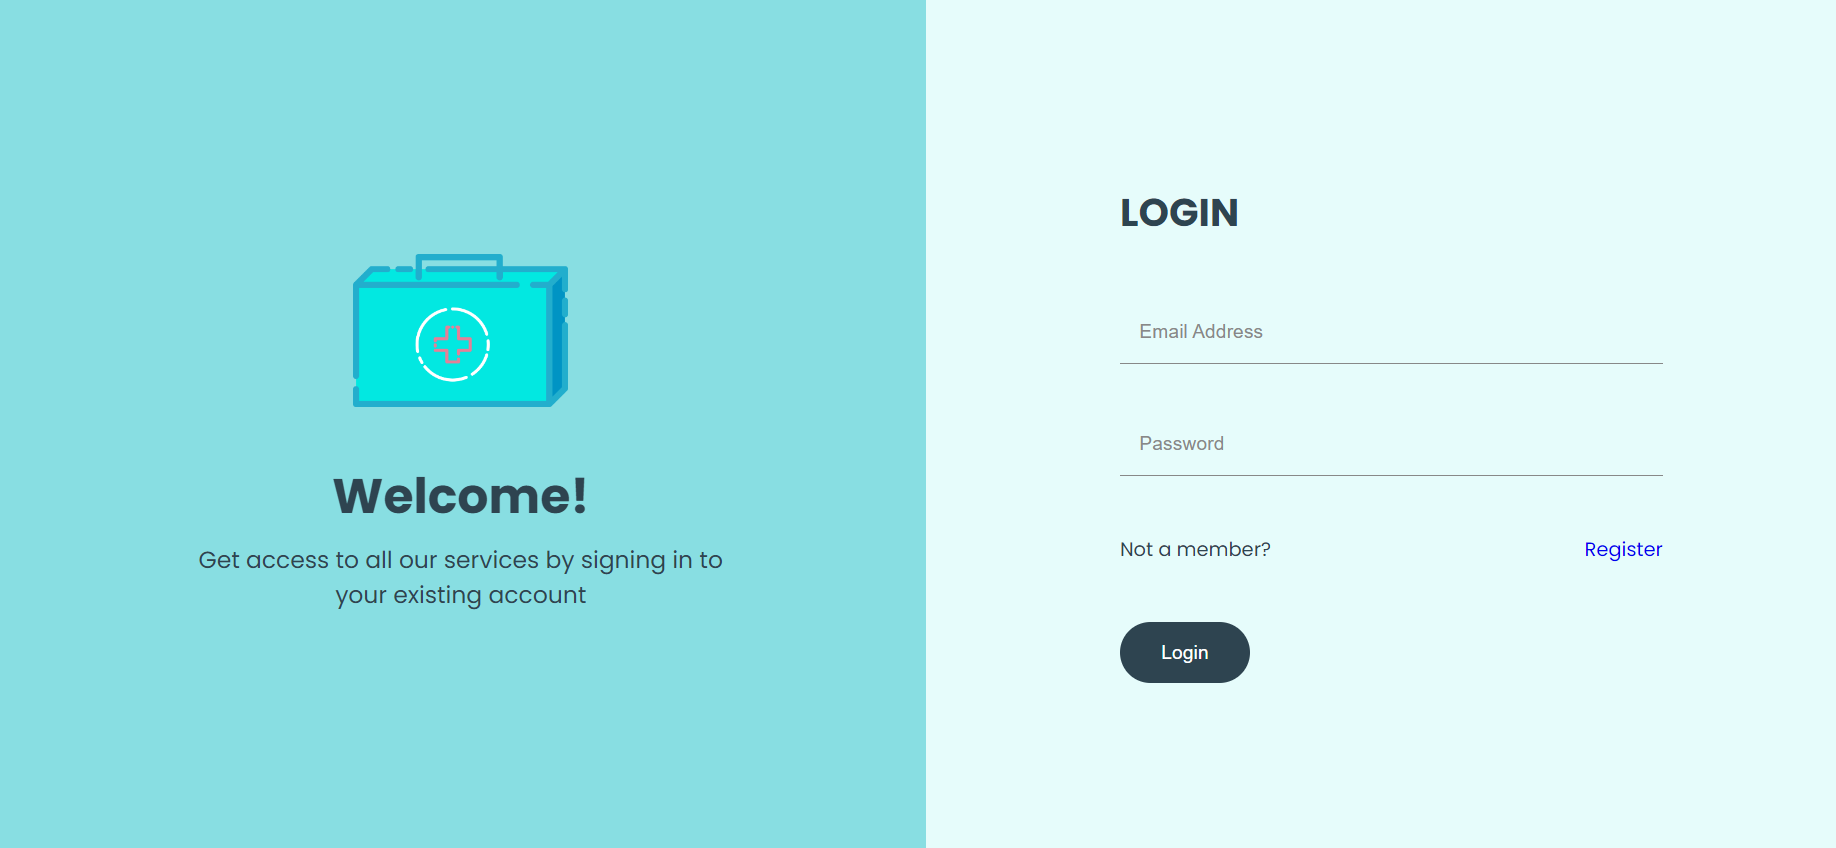 Welcome!
Get access to all our services by signing in to
your existing account
LOGIN
Email Address
Password
Not a member?
Register
Login